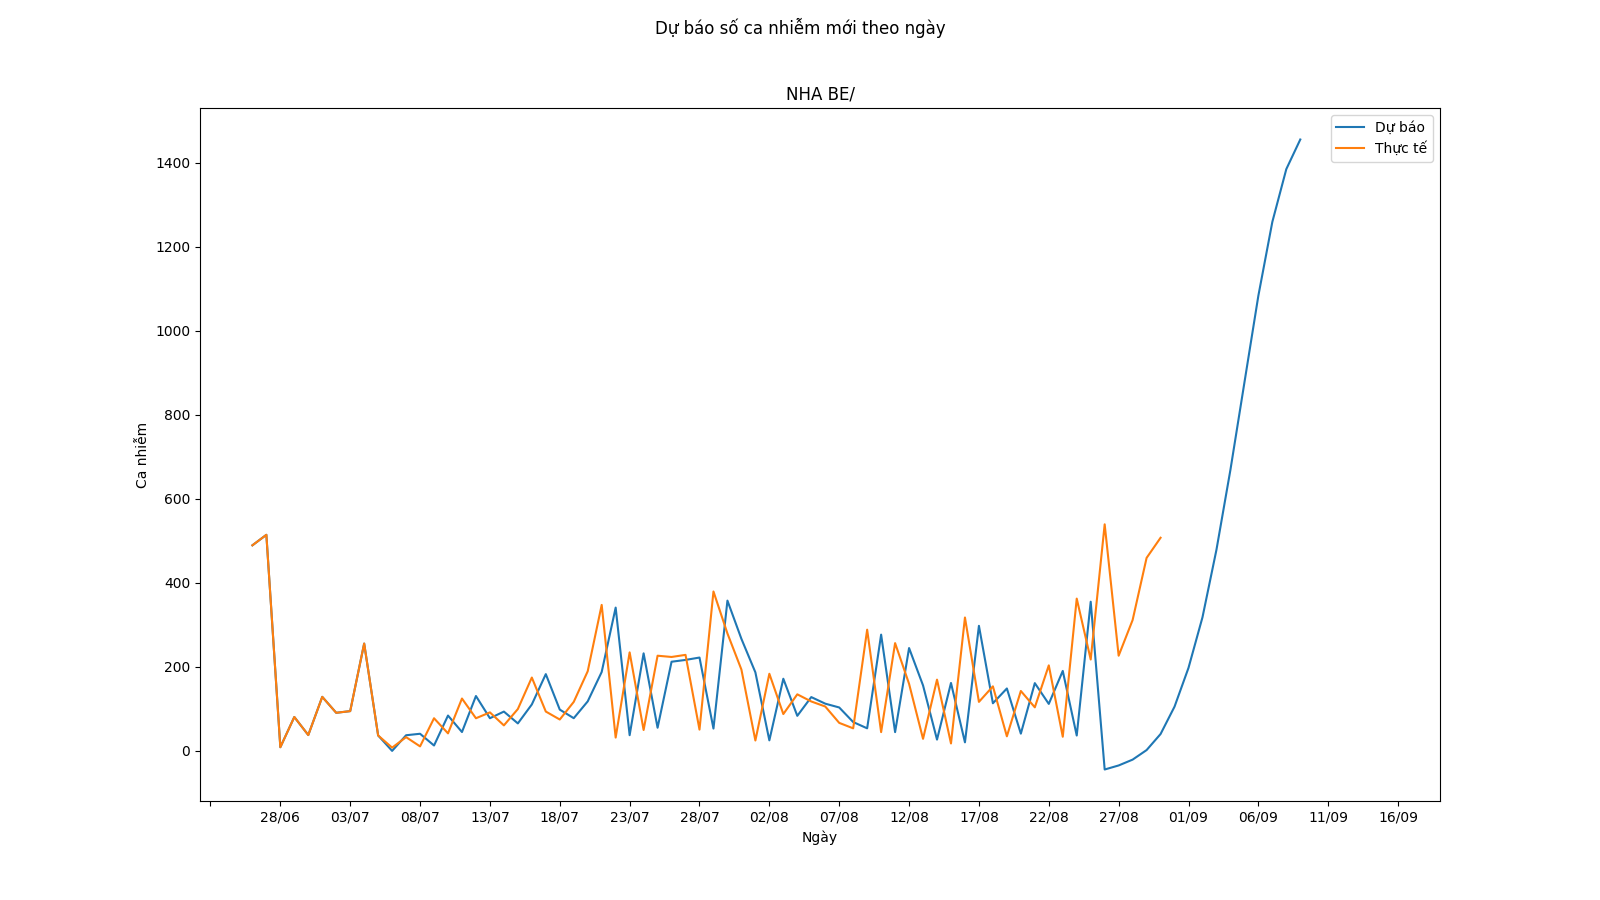 Dự báo số ca nhiễm mới theo ngày
NHA BE/
Dự báo
Thực tế
1400
1200
1000
800
600
400
200
0
Ca nhiễm
28/06 03/07 08/07 13/07 18/07 23/07 28/07 02/08 07/08 12/08 17/08 22/08 27/08 01/09 06/09 11/09 16/09
Ngày